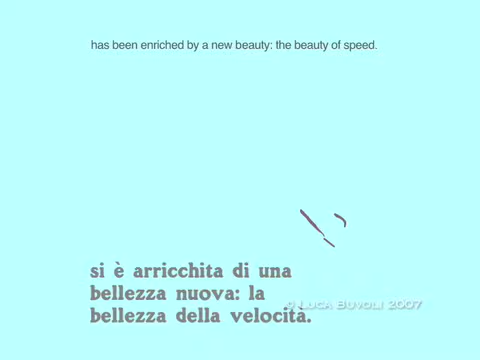 has been enriched by a new beauty: the beauty of speed.
si è arricchita di una
bellezza nuova: la
© Luca Buvoli 2007
bellezza della velocità.